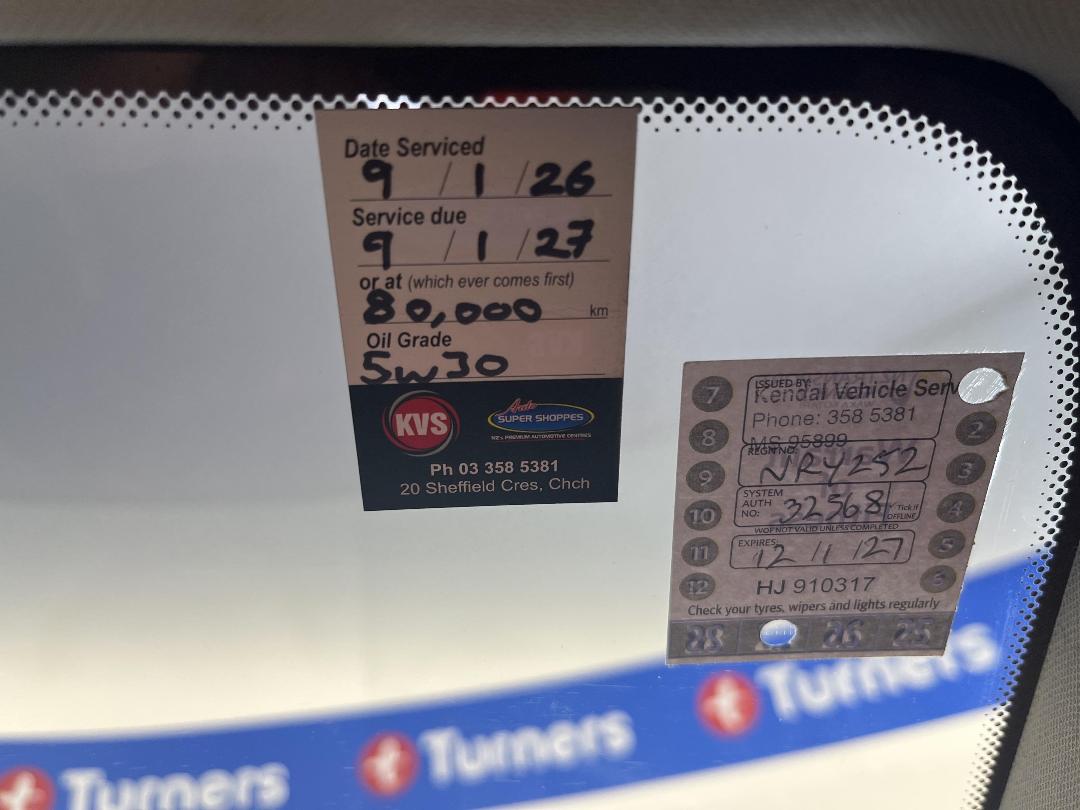 Date Serviced
9 / 1 / 26
Service due
9 / 1 / 27
or at (which ever comes first)
80,000 km
Oil Grade
5W30
KVS
Auto
SUPER SHOPPES
NZ's PREMIUM AUTOMOTIVE CENTRES
Ph 03 358 5381
20 Sheffield Cres, Chch
ISSUED BY:
Kendal Vehicle Serv
Phone: 358 5381
MS 95899
REGN NO:
NRY252
SYSTEM
AUTH
NO:
32568
Tick if
OFFLINE
WOF NOT VALID UNLESS COMPLETED
EXPIRES:
12 / 1 / 27
HJ 910317
Check your tyres, wipers and lights regularly
7
8
9
10
11
12
2
3
4
5
6
28
26
25
Turners
Turners
Turners